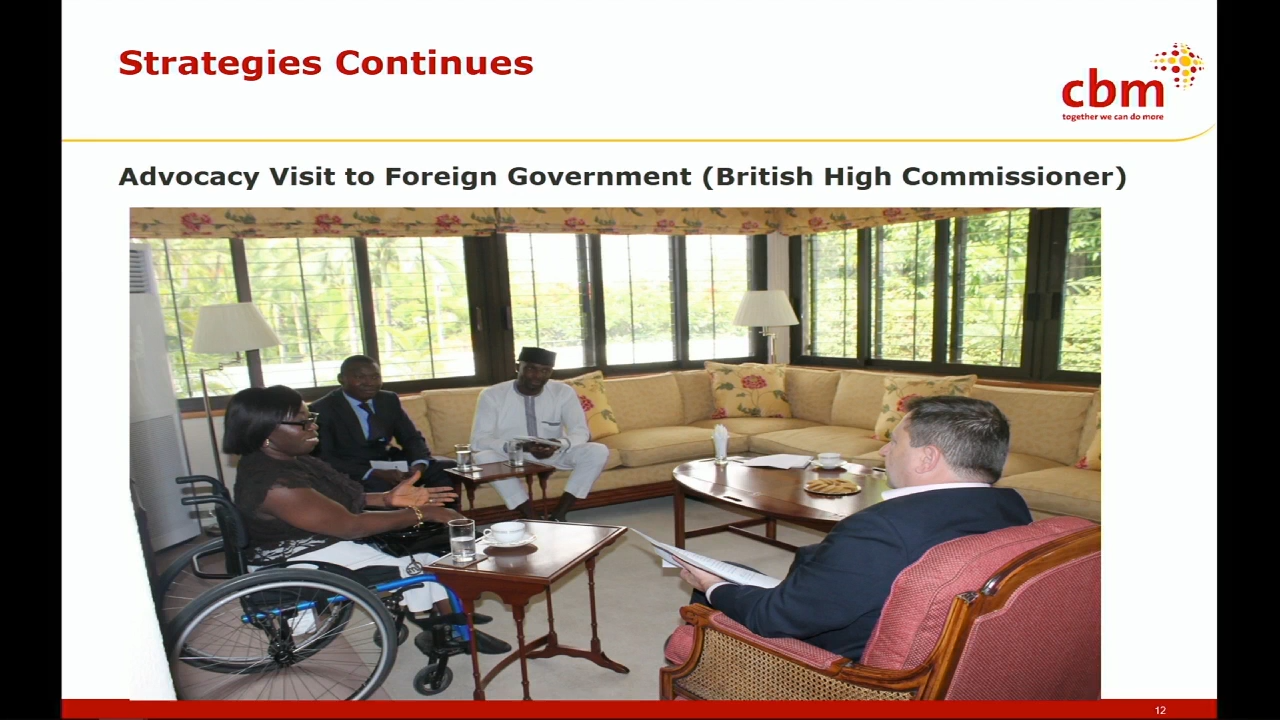 Strategies Continues
cbm
together we can do more
Advocacy Visit to Foreign Government (British High Commissioner)
12